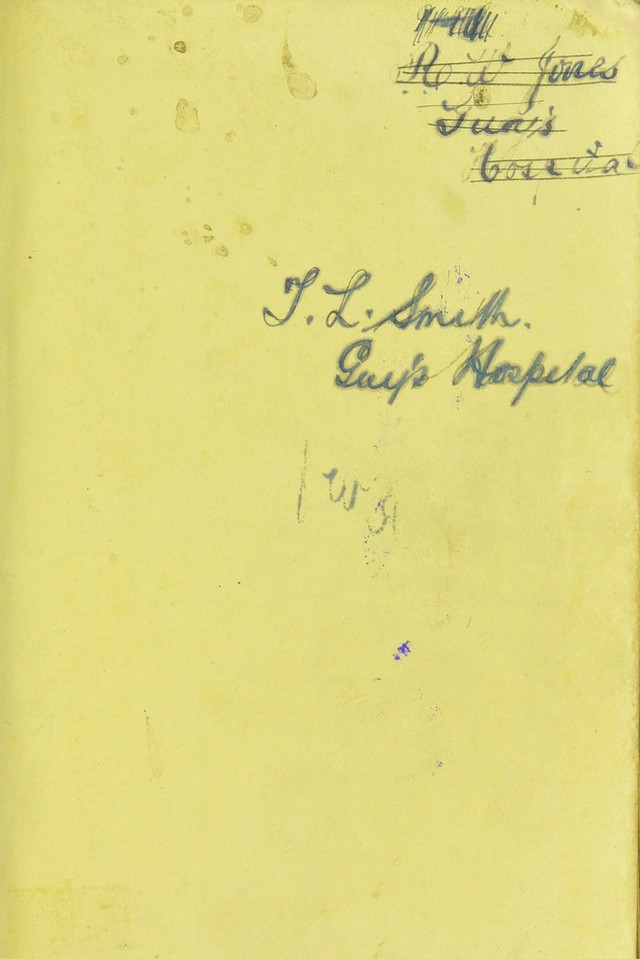 R. W Jones
Guy's
Hospital
T. L. Smith.
Guy's Hospital